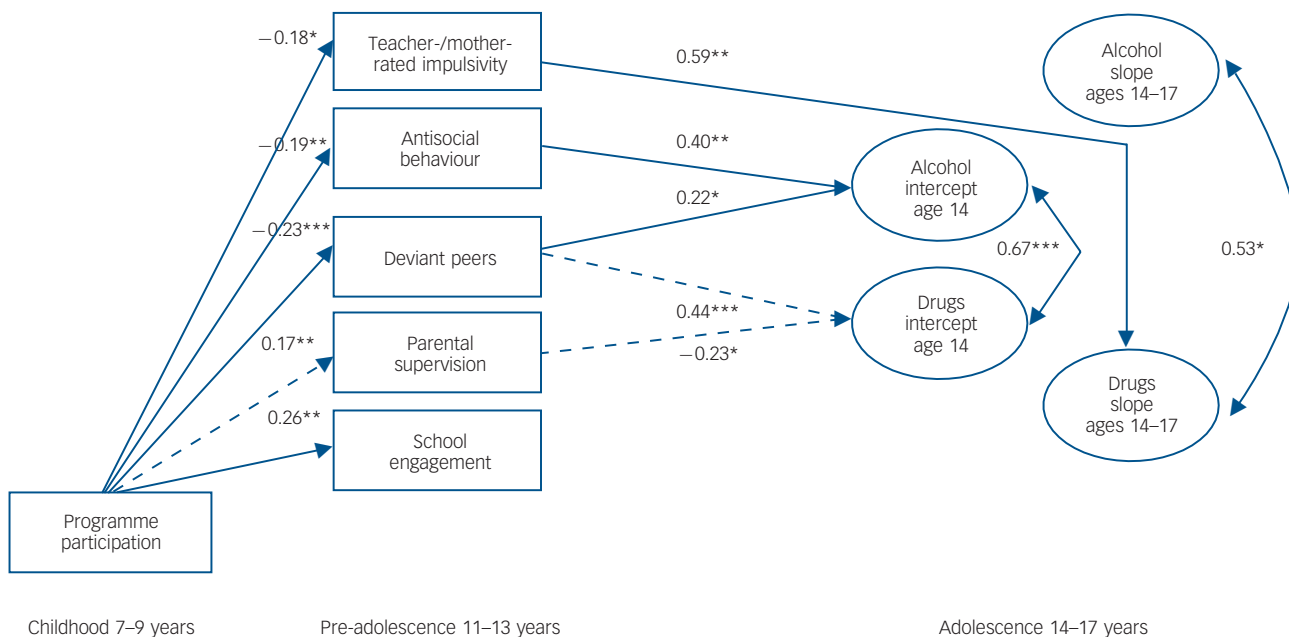 −0.18*
Teacher-/mother-
rated impulsivity
0.59**
Alcohol
slope
ages 14–17
−0.19**
Antisocial
behaviour
0.40**
Alcohol
intercept
age 14
0.22*
−0.23***
Deviant peers
0.67***
0.53*
0.44***
Drugs
intercept
age 14
0.17**
Parental
supervision
−0.23*
Drugs
slope
ages 14–17
0.26**
School
engagement
Programme
participation
Childhood 7–9 years
Pre-adolescence 11–13 years
Adolescence 14–17 years